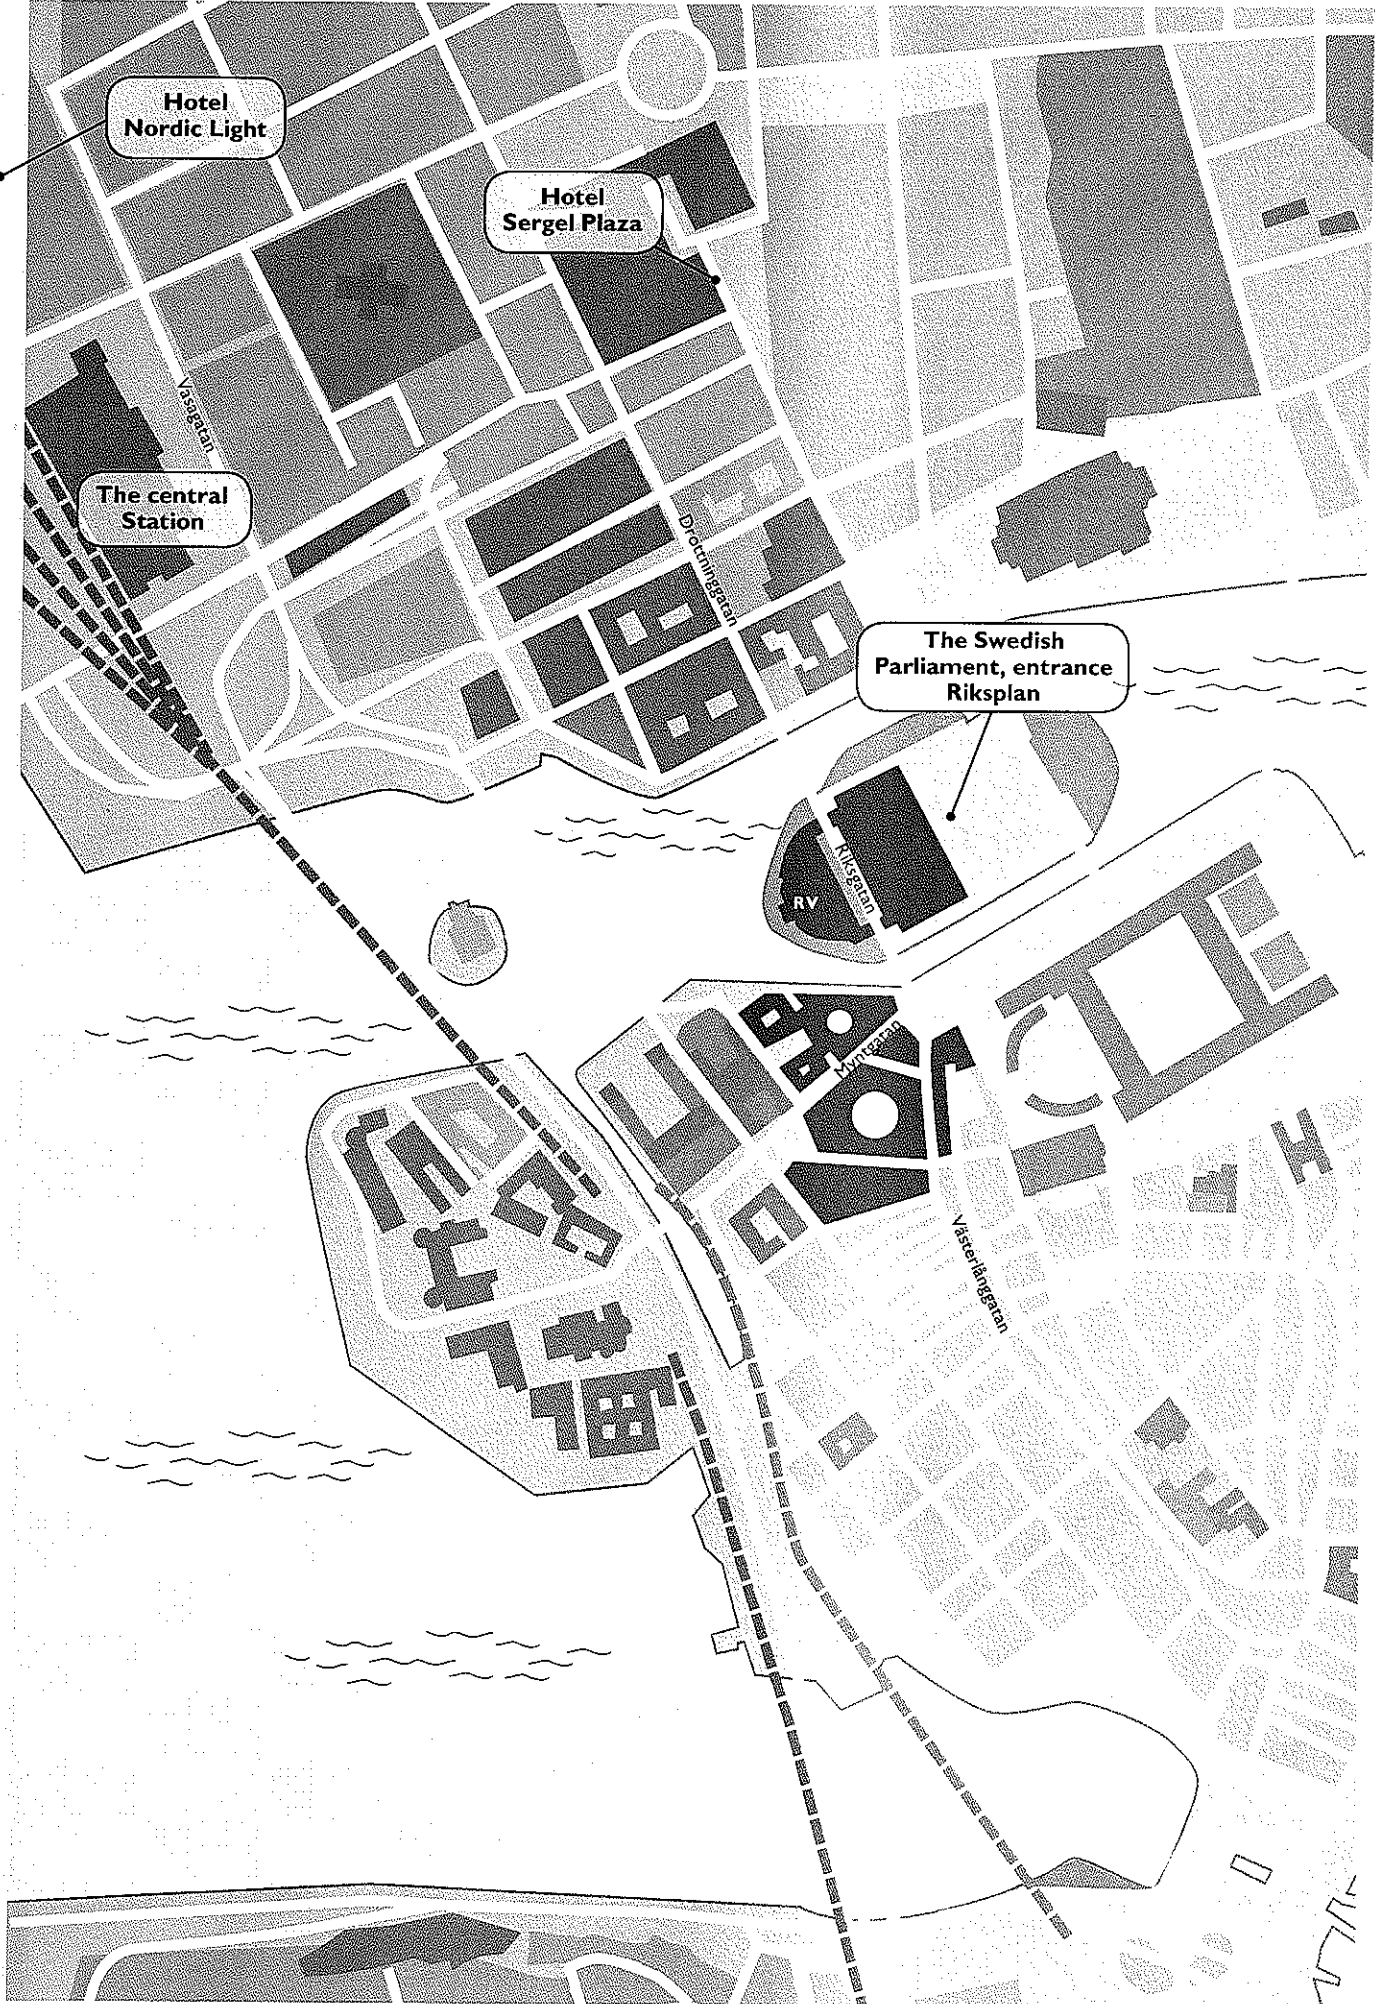 Hotel
Nordic Light
Hotel
Sergel Plaza
Vasagatan
The central
Station
Drottninggatan
The Swedish
Parliament, entrance
Riksplan
Riksgatan
RV
Myntgatan
Västerlånggatan